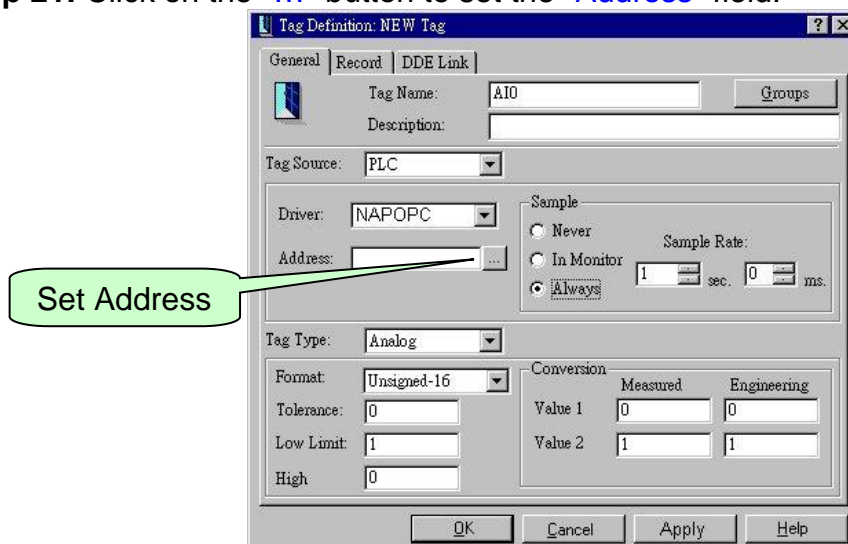 p 21: Click on the "..." button to set the "Address" field.
Tag Definition: NEW Tag
General Record DDE Link
Tag Name: AI0 Groups
Description:
Tag Source: PLC
Driver: NAPOPC
Address: ...
Sample
Never
In Monitor
Always
Sample Rate:
1 sec. 0 ms.
Set Address
Tag Type: Analog
Format: Unsigned-16
Tolerance: 0
Low Limit: 1
High 0
Conversion
Measured Engineering
Value 1 0 0
Value 2 1 1
OK Cancel Apply Help